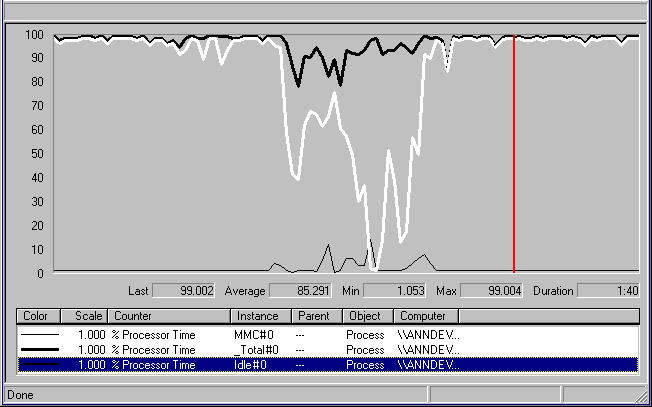 100
90
80
70
60
50
40
30
20
10
0
Last 99.002 Average 85.291 Min 1.053 Max 99.004 Duration 1:40
Color Scale Counter Instance Parent Object Computer
1.000 % Processor Time MMC#0 --- Process \\ANNDEV...
1.000 % Processor Time _Total#0 --- Process \\ANNDEV...
1.000 % Processor Time Idle#0 --- Process \\ANNDEV...
Done